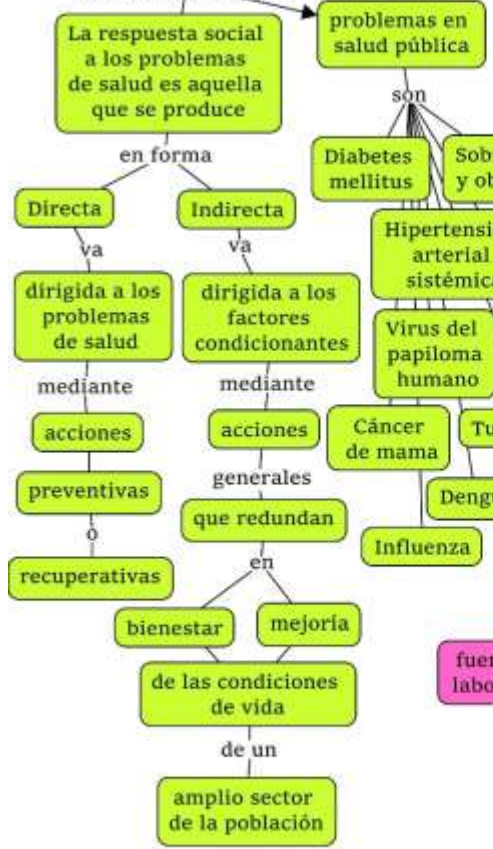 La respuesta social
a los problemas
de salud es aquella
que se produce
en forma
Directa
va
dirigida a los
problemas
de salud
mediante
acciones
preventivas
o
recuperativas
Indirecta
va
dirigida a los
factores
condicionantes
mediante
acciones
generales
que redundan
en
bienestar
mejoria
de las condiciones
de vida
de un
amplio sector
de la población
problemas en
salud pública
son
Diabetes
mellitus
y
arterial
Virus del
papiloma
humano
Cáncer
de mama
Influenza